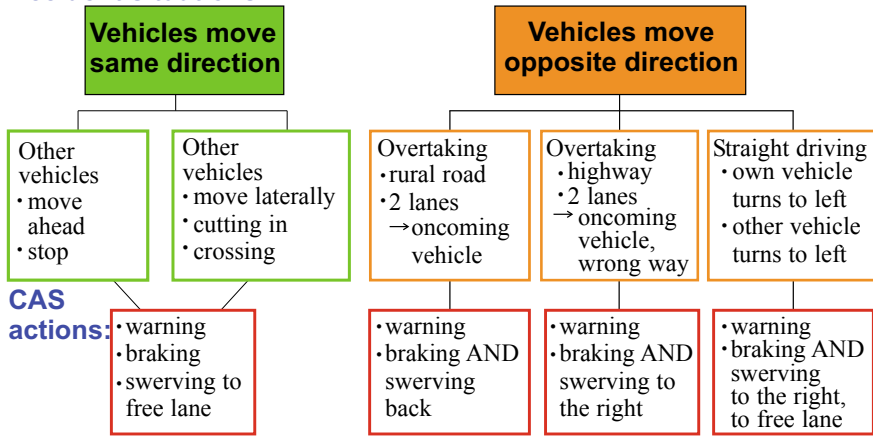 Vehicles move
same direction
Vehicles move
opposite direction
Other
vehicles
• move
ahead
• stop
Other
vehicles
• move laterally
• cutting in
• crossing
Overtaking
• rural road
• 2 lanes
→ oncoming
vehicle
Overtaking
• highway
• 2 lanes
→ oncoming
vehicle,
wrong way
Straight driving
• own vehicle
turns to left
• other vehicle
turns to left
CAS
actions:
• warning
• braking
• swerving to
free lane
• warning
• braking AND
swerving
back
• warning
• braking AND
swerving to
the right
• warning
• braking AND
swerving
to the right,
to free lane